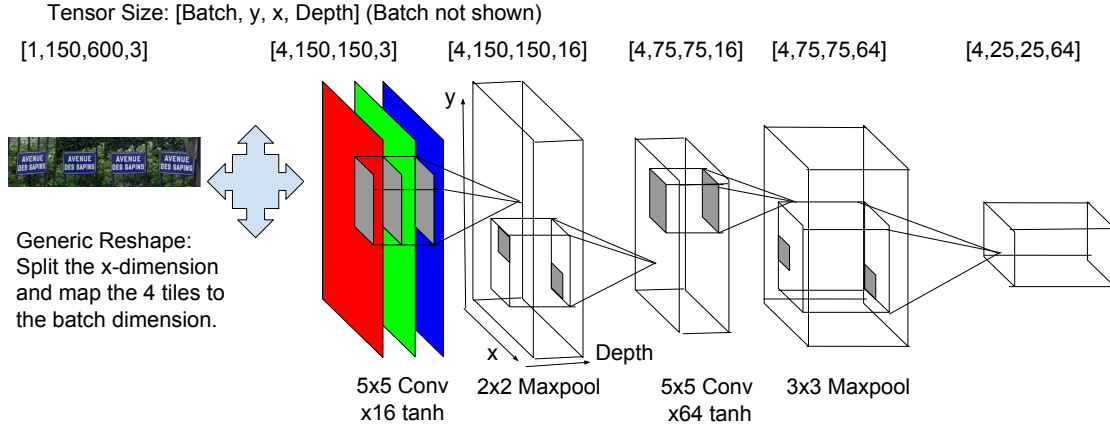 Tensor Size: [Batch, y, x, Depth] (Batch not shown)
[1,150,600,3] [4,150,150,3] [4,150,150,16] [4,75,75,16] [4,75,75,64] [4,25,25,64]
y
AVENUE DES SAPINS
AVENUE DES SAPINS
AVENUE DES SAPINS
AVENUE DES SAPINS
Generic Reshape:
Split the x-dimension
and map the 4 tiles to
the batch dimension.
x
Depth
5x5 Conv
x16 tanh
2x2 Maxpool
5x5 Conv
x64 tanh
3x3 Maxpool